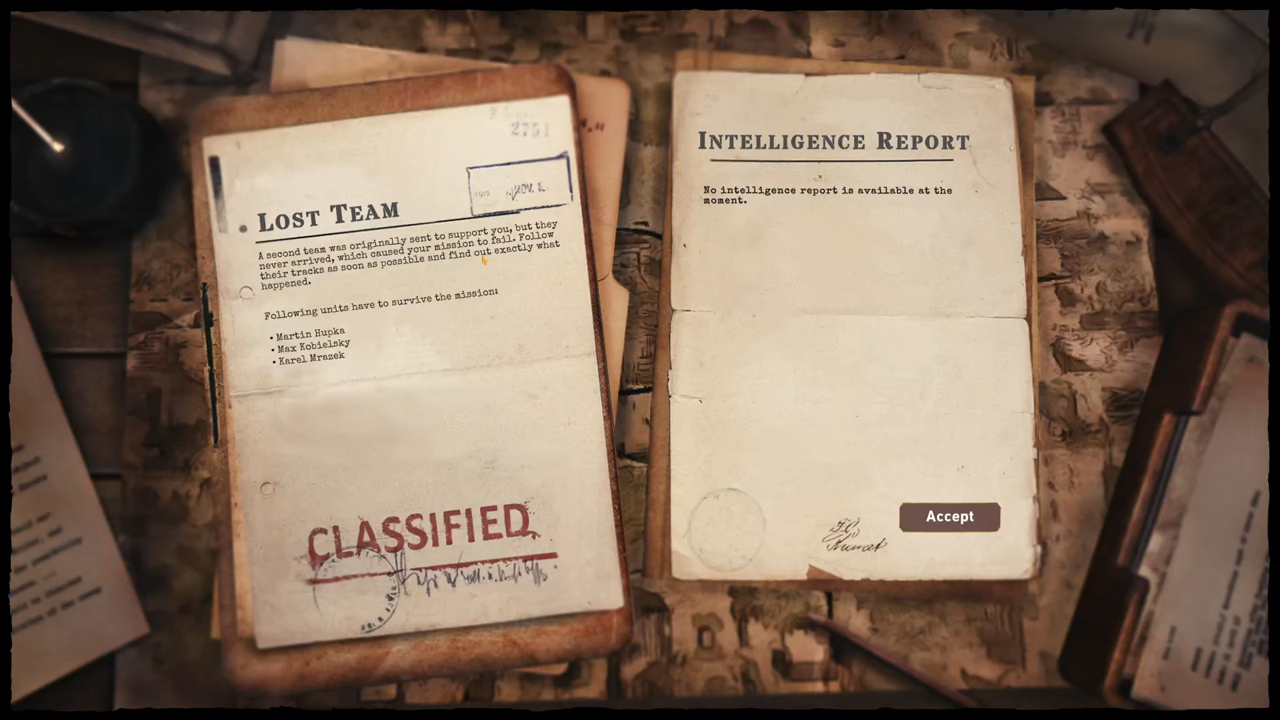 2751
NOV.
LOST TEAM
A second team was originally sent to support you, but they
never arrived, which caused your mission to fail. Follow
their tracks as soon as possible and find out exactly what
happened.
Following units have to survive the mission:
• Martin Hupka
• Max Kobielsky
• Karel Mrazek
CLASSIFIED
INTELLIGENCE REPORT
No intelligence report is available at the
moment.
Accept